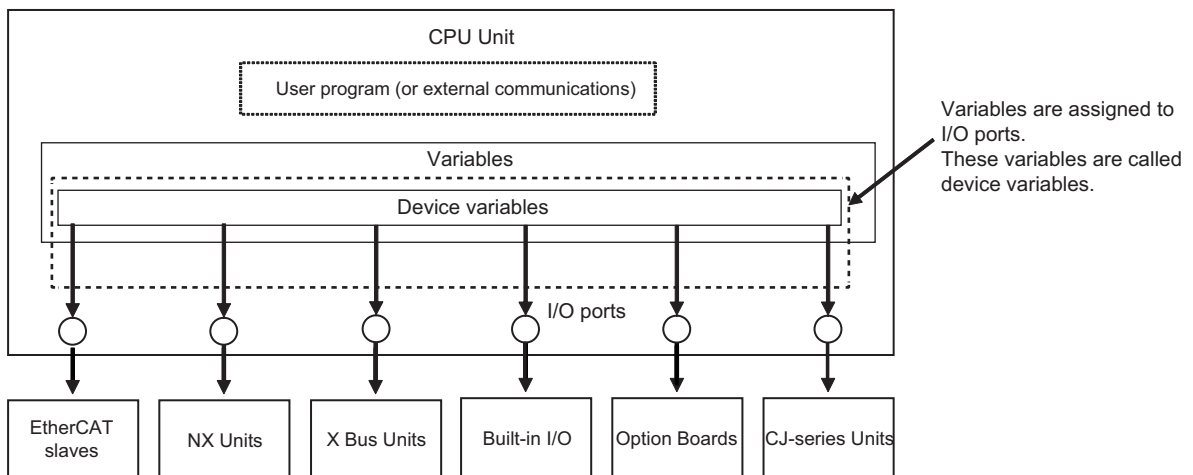 CPU Unit
User program (or external communications)
Variables are assigned to
I/O ports.
These variables are called
device variables.
Variables
Device variables
I/O ports
EtherCAT
slaves
NX Units
X Bus Units
Built-in I/O
Option Boards
CJ-series Units